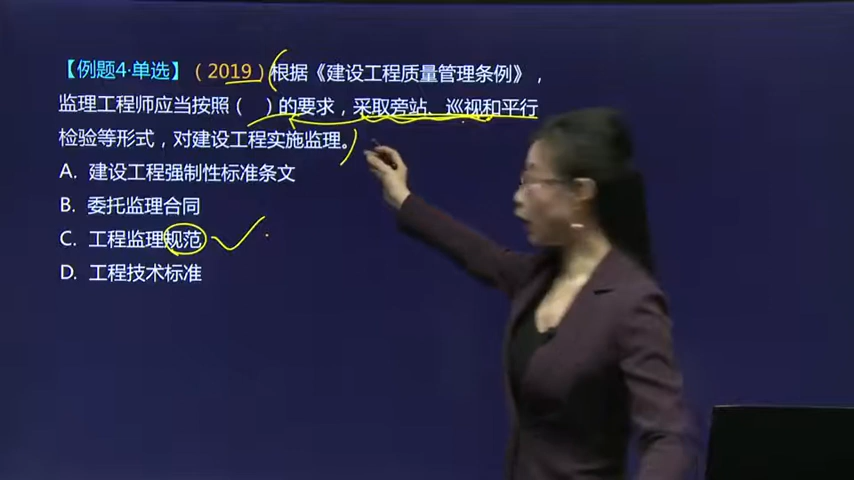 【例题4·单选】（2019）根据《建设工程质量管理条例》，
监理工程师应当按照（ ）的要求，采取旁站、巡视和平行
检验等形式，对建设工程实施监理。
A. 建设工程强制性标准条文
B. 委托监理合同
C. 工程监理规范
D. 工程技术标准